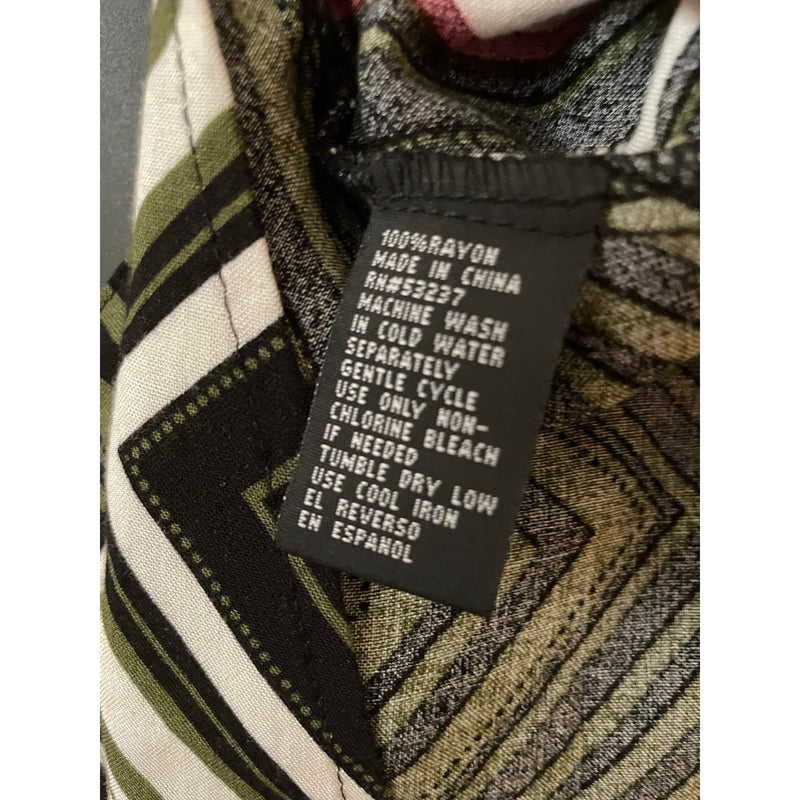 100%RAYON
MADE IN CHINA
RN#53237
MACHINE WASH
IN COLD WATER
SEPARATELY
GENTLE CYCLE
USE ONLY NON-
CHLORINE BLEACH
IF NEEDED
TUMBLE DRY LOW
USE COOL IRON
EL REVERSO
EN ESPANOL